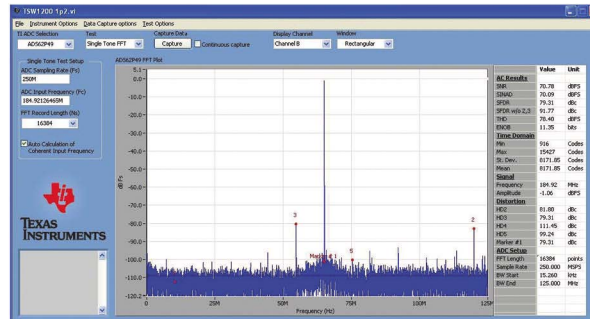 TSW1200 1p2.vi
File Instrument Options Data Capture options Test Options
TI ADC Selection
ADS62P49
Test
Single Tone FFT
Capture Data
Capture
Continuous capture
Display Channel
Channel B
Window
Rectangular
Single Tone Test Setup
ADC Sampling Rate (Fs)
250M
ADC Input Frequency (Fc)
184.92126465M
FFT Record Length (Ns)
16384
Auto Calculation of
Coherent Input Frequency
TEXAS
INSTRUMENTS
ADS62P49 FFT Plot
5.1
0.0
-10.0
-20.0
-30.0
-40.0
-50.0
-60.0
-70.0
-80.0
-90.0
-100.0
-110.0
-120.2
dB Fs
3
Marker # 1
5
2
0
25M
50M
75M
100M
125M
Frequency (Hz)
Value Unit
AC Results
SNR 70.78 dBFS
SINAD 70.09 dBFS
SFDR 79.31 dBc
SFDR w/o 2,3 91.77 dBc
THD 78.40 dBFS
ENOB 11.35 bits
Time Domain
Min 916 Codes
Max 15427 Codes
St. Dev. 8171.85 Codes
Mean 8171.85 Codes
Signal
Frequency 184.92 MHz
Amplitude -1.06 dBFS
Distortion
HD2 81.80 dBc
HD3 79.31 dBc
HD4 111.45 dBc
HD5 99.24 dBc
Marker #1 79.31 dBc
ADC Setup
FFT Length 16384 points
Sample Rate 250.000 MSPS
BW Start 15.260 kHz
BW End 125.000 MHz